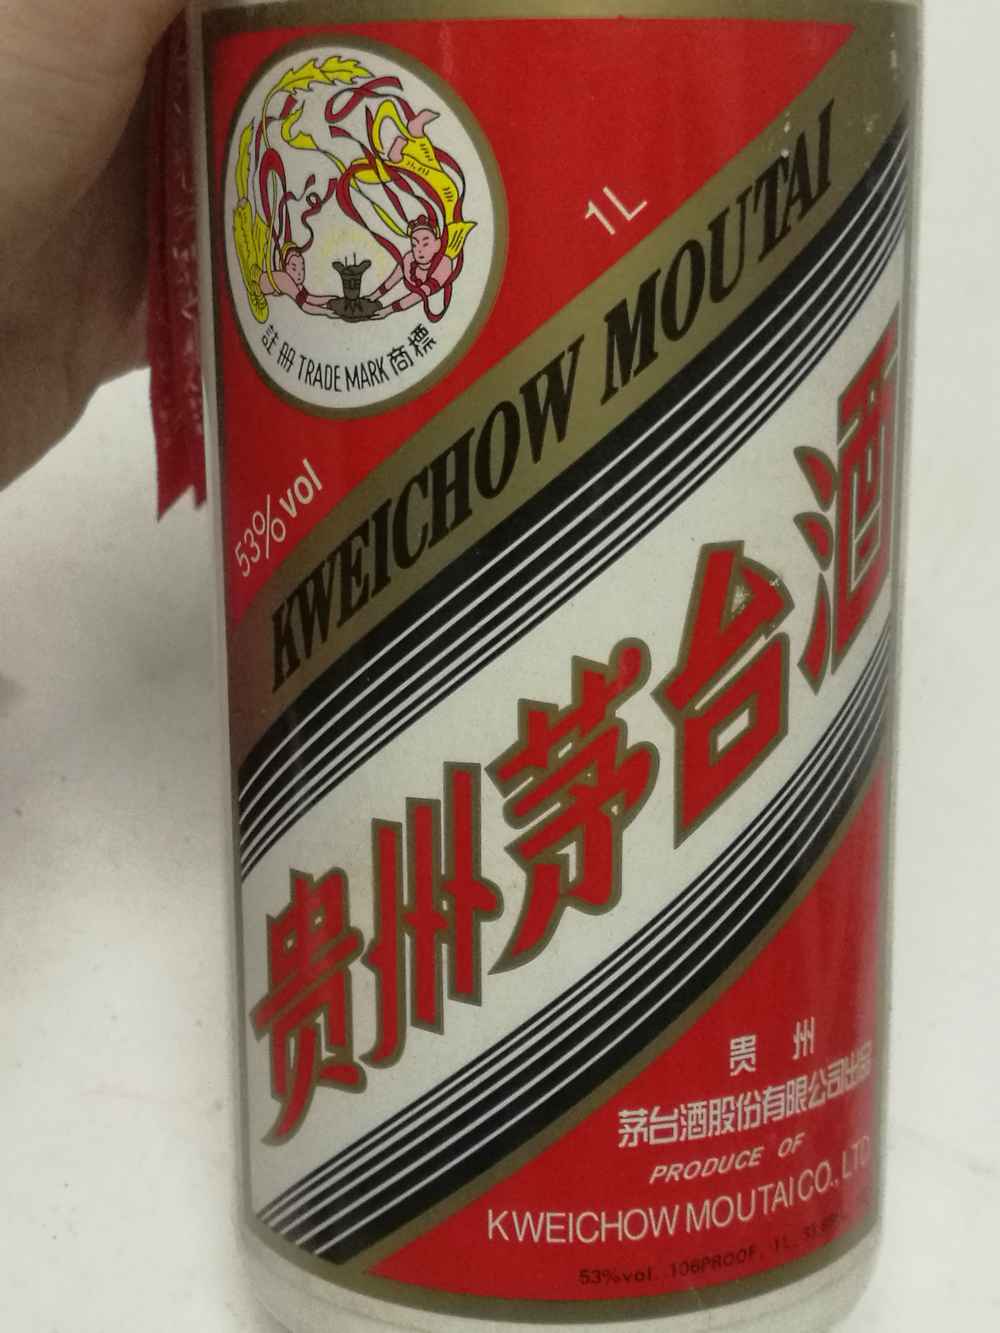 註冊 TRADE MARK 商標
1L
53%vol
KWEICHOW MOUTAI
贵州茅台酒
贵州
茅台酒股份有限公司出品
PRODUCE OF
KWEICHOW MOUTAI CO., LTD
53%vol. 106PROOF. 1L.